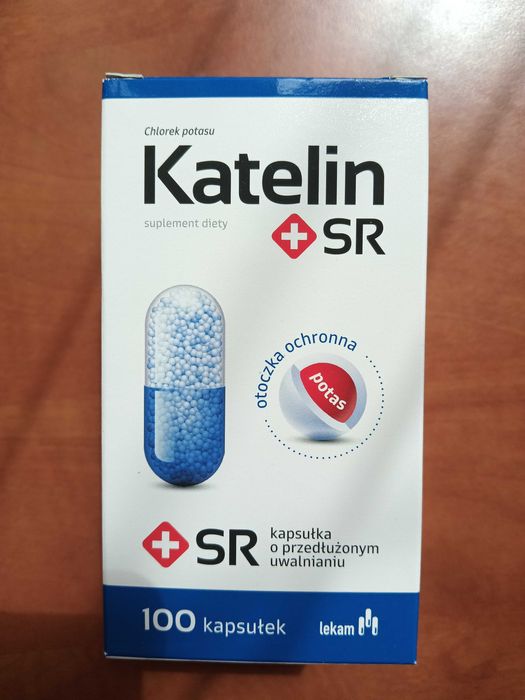 Chlorek potasu
Katelin
suplement diety
+ SR
otoczka ochronna
potas
+ SR
kapsułka
o przedłużonym
uwalnianiu
100 kapsułek
lekam